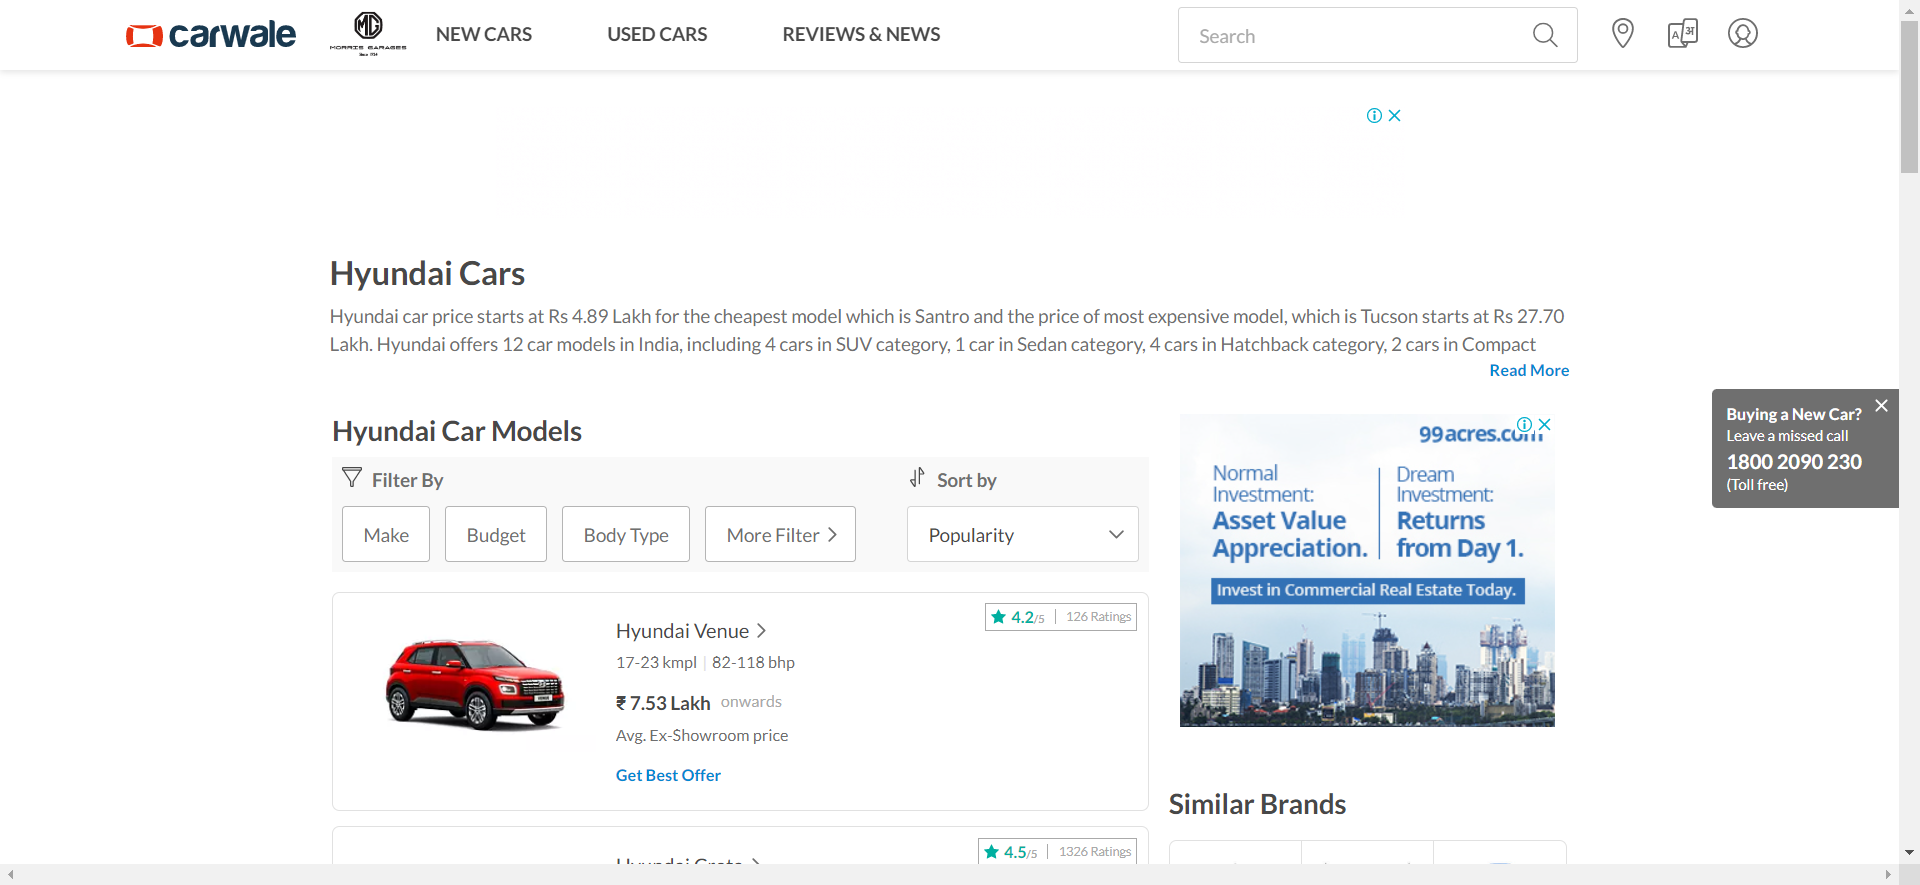 carwale
MG
MORRIS GARAGES
Since 1924
NEW CARS
USED CARS
REVIEWS & NEWS
Search
Hyundai Cars
Hyundai car price starts at Rs 4.89 Lakh for the cheapest model which is Santro and the price of most expensive model, which is Tucson starts at Rs 27.70
Lakh. Hyundai offers 12 car models in India, including 4 cars in SUV category, 1 car in Sedan category, 4 cars in Hatchback category, 2 cars in Compact
Read More
Buying a New Car?
Leave a missed call
1800 2090 230
(Toll free)
Hyundai Car Models
Filter By
Sort by
Make
Budget
Body Type
More Filter
Popularity
4.2/5 | 126 Ratings
Hyundai Venue
17-23 kmpl | 82-118 bhp
₹ 7.53 Lakh onwards
Avg. Ex-Showroom price
Get Best Offer
Hyundai Creta
4.5/5 | 1326 Ratings
99acres.com
Normal
Investment:
Asset Value
Appreciation.
Dream
Investment:
Returns
from Day 1.
Invest in Commercial Real Estate Today.
Similar Brands